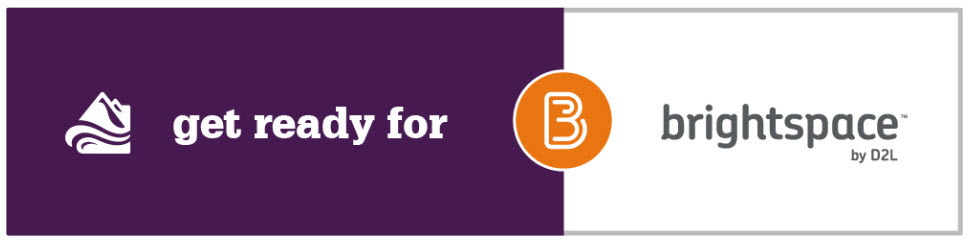 get ready for
B
brightspace™
by D2L